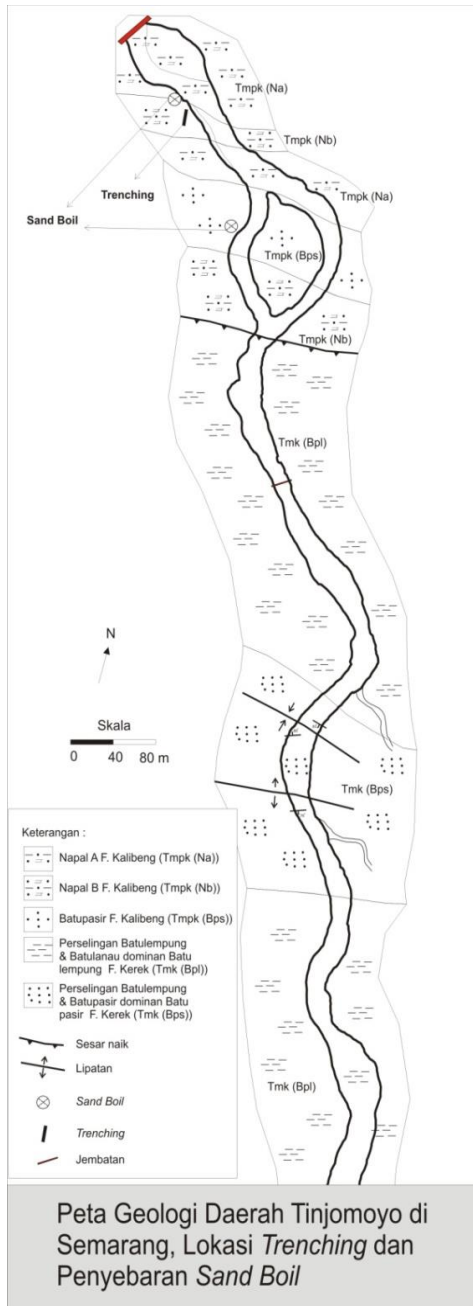 Tmpk (Na)
Tmpk (Nb)
Trenching
Tmpk (Na)
Sand Boil
Tmpk (Bps)
Tmpk (Nb)
Tmk (Bpl)
N
Skala
0 40 80 m
Tmk (Bps)
Keterangan :
Napal A F. Kalibeng (Tmpk (Na))
Napal B F. Kalibeng (Tmpk (Nb))
Batupasir F. Kalibeng (Tmpk (Bps))
Perselingan Batulempung
& Batulanau dominan Batu
lempung F. Kerek (Tmk (Bpl))
Perselingan Batulempung
& Batupasir dominan Batu
pasir F. Kerek (Tmk (Bps))
Sesar naik
Lipatan
Sand Boil
Trenching
Jembatan
Tmk (Bpl)
Peta Geologi Daerah Tinjomoyo di
Semarang, Lokasi Trenching dan
Penyebaran Sand Boil